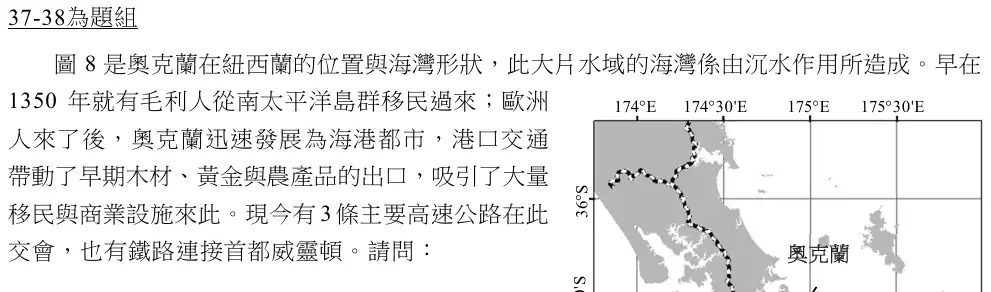 37-38為題組
圖 8 是奧克蘭在紐西蘭的位置與海灣形狀，此大片水域的海灣係由沉水作用所造成。早在
1350 年就有毛利人從南太平洋島群移民過來；歐洲
人來了後，奧克蘭迅速發展為海港都市，港口交通
帶動了早期木材、黃金與農產品的出口，吸引了大量
移民與商業設施來此。現今有3條主要高速公路在此
交會，也有鐵路連接首都威靈頓。請問：
174°E 174°30'E 175°E 175°30'E
36°S
奧克蘭